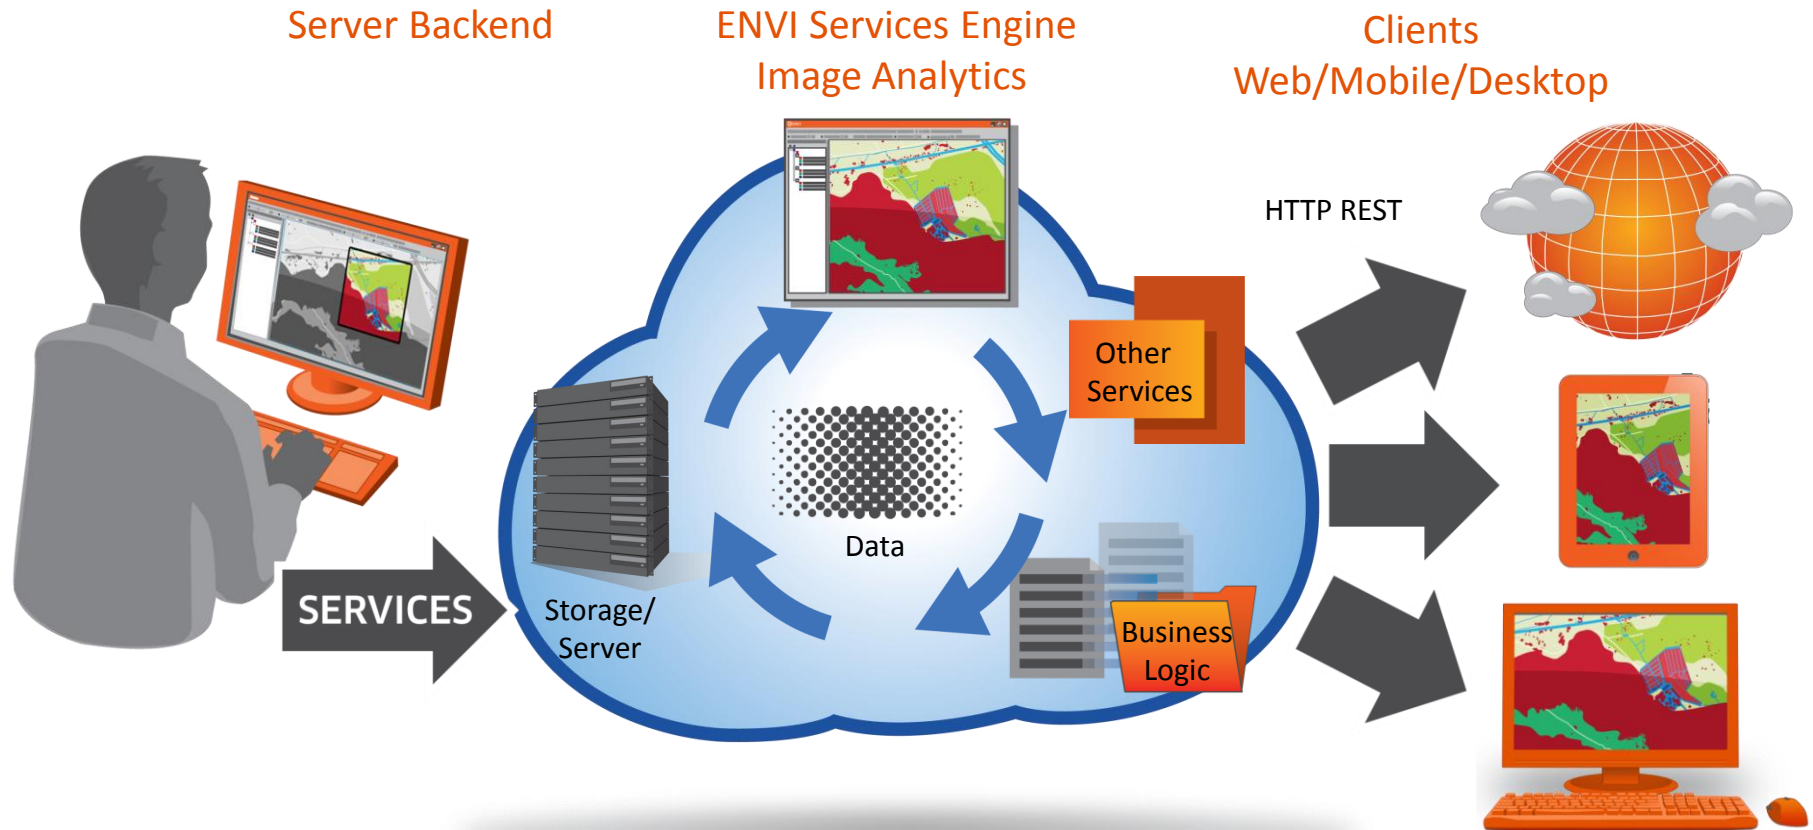 Server Backend
ENVI Services Engine
Image Analytics
Clients
Web/Mobile/Desktop
HTTP REST
Other
Services
Data
SERVICES
Storage/
Server
Business
Logic